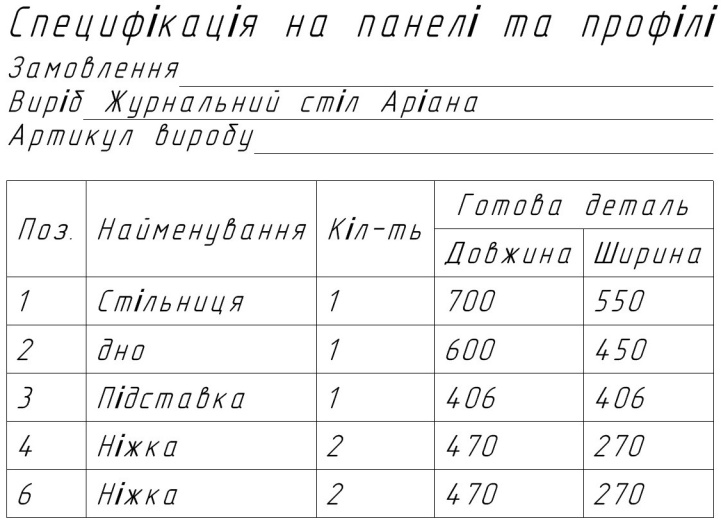 Специфікація на панелі та профілі
Замовлення
Виріб Журнальний стіл Аріана
Артикул виробу
Поз. Найменування Кіл-ть Готова деталь
Довжина Ширина
1 Стільниця 1 700 550
2 дно 1 600 450
3 Підставка 1 406 406
4 Ніжка 2 470 270
6 Ніжка 2 470 270